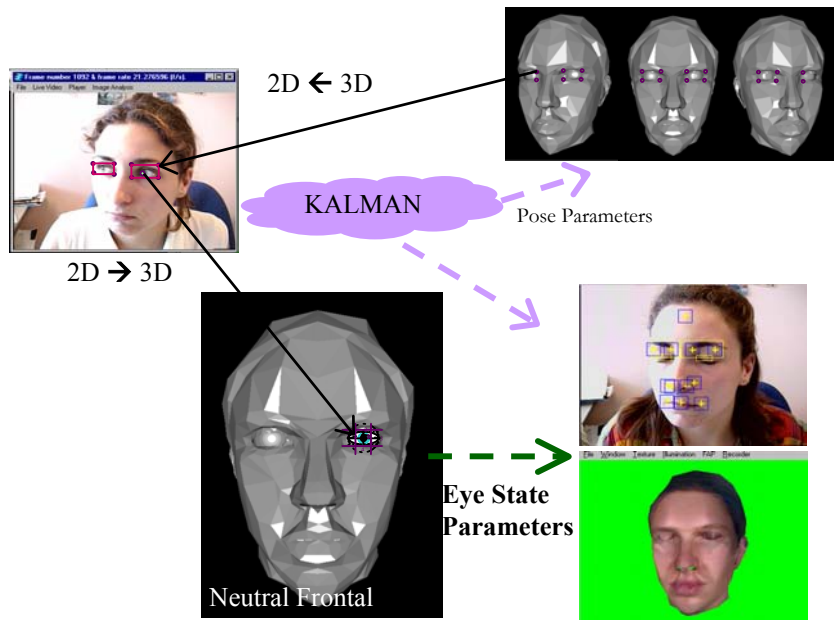 Frame number 1092 & frame rate 21.276596 (f/s).
File Live Video Player Image Analysis
2D ← 3D
KALMAN
Pose Parameters
2D → 3D
Neutral Frontal
Eye State
Parameters
File Window Texture Illumination FAP Recorder